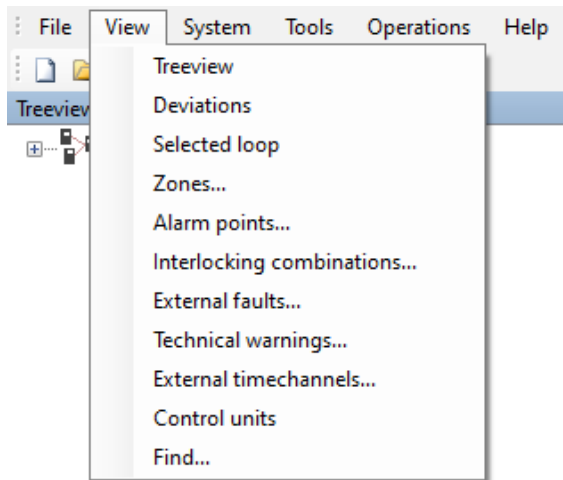 File View System Tools Operations Help
Treeview
Deviations
Treeview
Selected loop
Zones...
Alarm points...
Interlocking combinations...
External faults...
Technical warnings...
External timechannels...
Control units
Find...